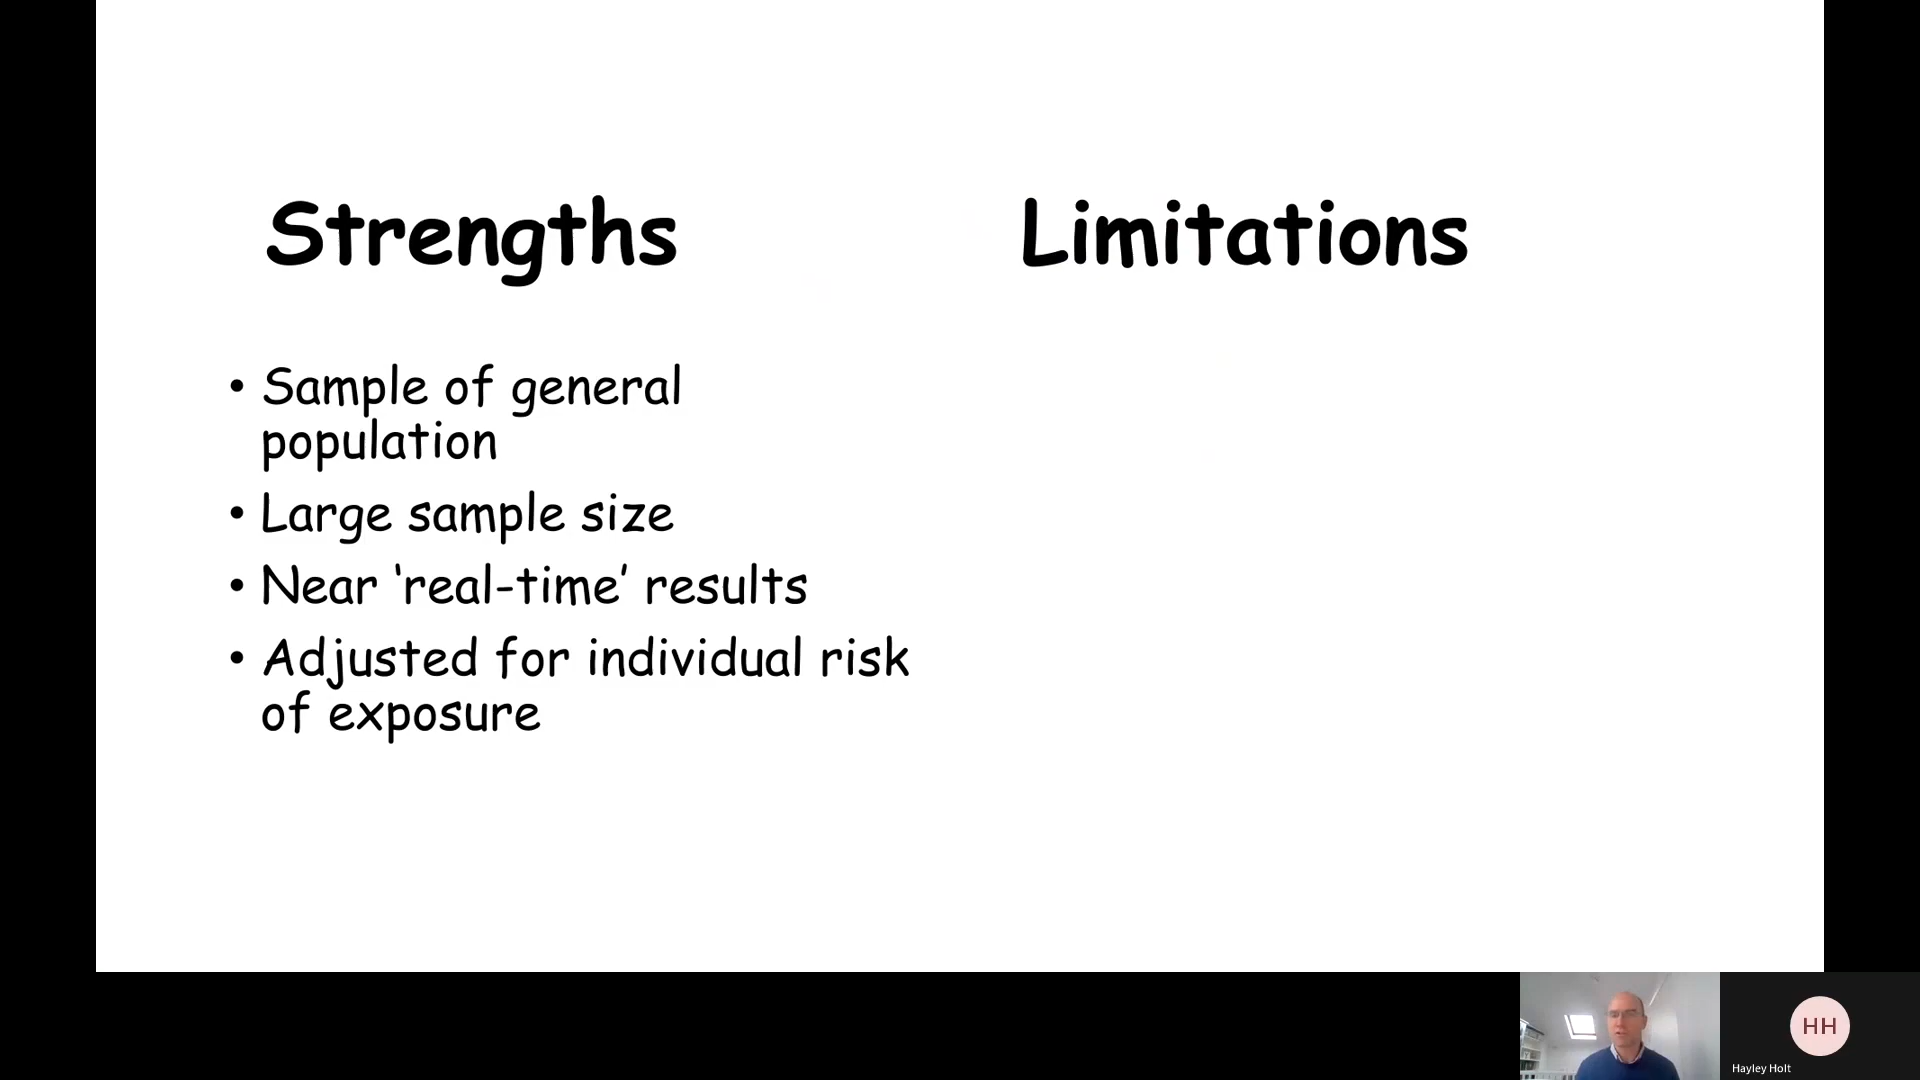 Strengths
Limitations
• Sample of general
population
• Large sample size
• Near ‘real-time’ results
• Adjusted for individual risk
of exposure
HH
Hayley Holt